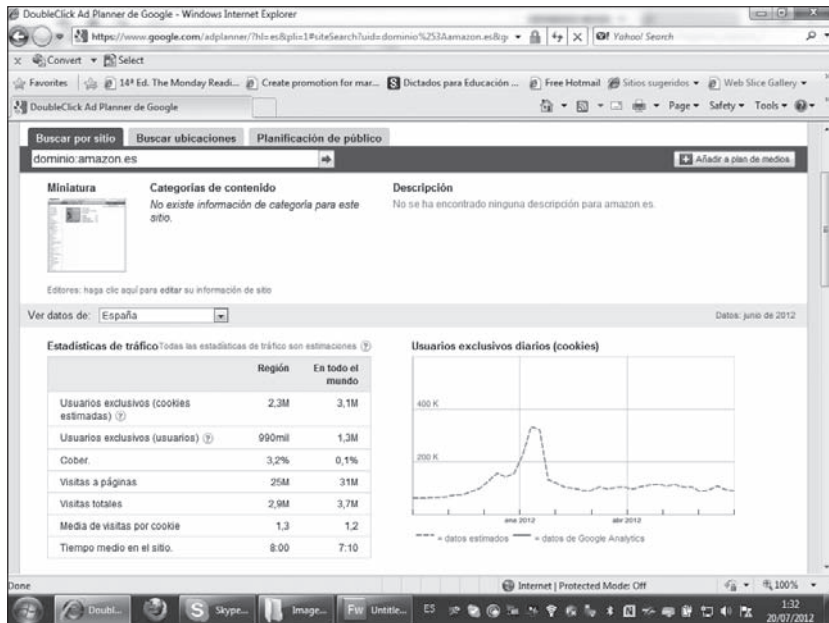 DoubleClick Ad Planner de Google - Windows Internet Explorer
https://www.google.com/adplanner/?hl=es&pli=1#siteSearch?uid=dominio%253Aamazon.es&g
Yahoo! Search
x Convert Select
Favorites 14ª Ed. The Monday Readi... Create promotion for mar... Dictados para Educación ... Free Hotmail Sitios sugeridos Web Slice Gallery
DoubleClick Ad Planner de Google
Page Safety Tools
Buscar por sitio Buscar ubicaciones Planificación de público
dominio:amazon.es
Añadir a plan de medios
Miniatura Categorías de contenido Descripción
No existe información de categoría para este No se ha encontrado ninguna descripción para amazon.es.
sitio.
Editores: haga clic aquí para editar su información de sitio
Ver datos de: España Datos: junio de 2012
Estadísticas de tráfico Todas las estadísticas de tráfico son estimaciones (?) Usuarios exclusivos diarios (cookies)
Región En todo el
mundo
Usuarios exclusivos (cookies 2,3M 3,1M
estimadas) (?)
Usuarios exclusivos (usuarios) (?) 990mil 1,3M
Cober. 3,2% 0,1%
Visitas a páginas 25M 31M
Visitas totales 2,9M 3,7M
Media de visitas por cookie 1,3 1,2
Tiempo medio en el sitio. 8:00 7:10
400 K
200 K
ene 2012 abr 2012
= datos estimados = datos de Google Analytics
Done Internet | Protected Mode: Off 100%
Doubl... Skype... Image... Fw Untitle... ES 1:32
20/07/2012